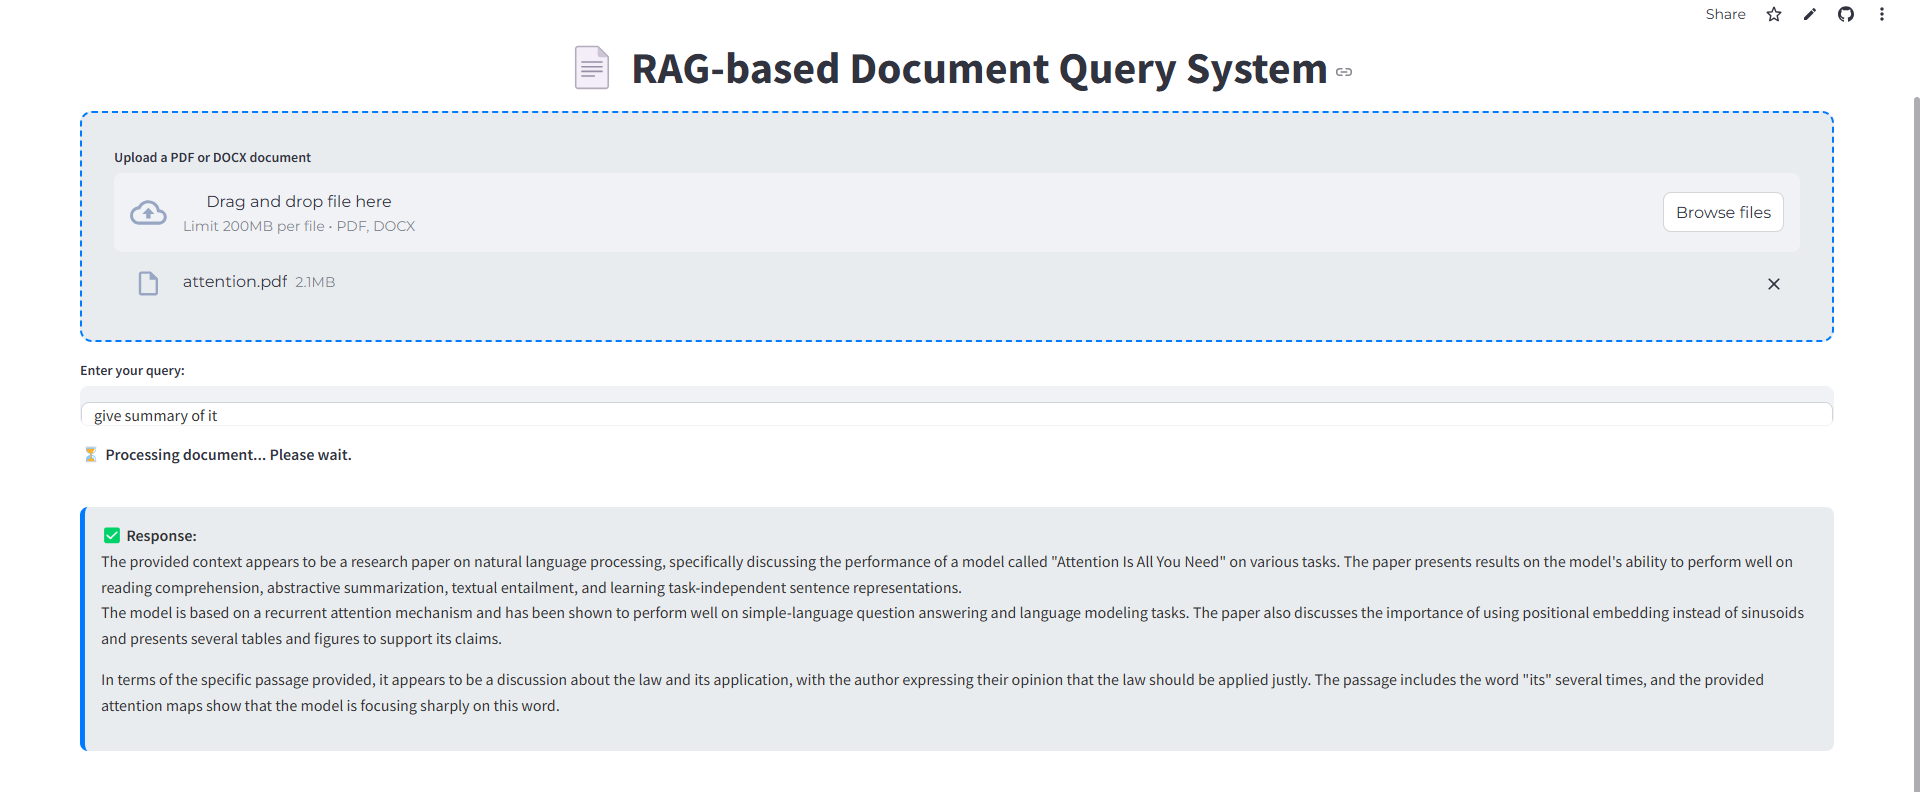 Share
RAG-based Document Query System
Upload a PDF or DOCX document
Drag and drop file here
Limit 200MB per file • PDF, DOCX
Browse files
attention.pdf 2.1MB
Enter your query:
give summary of it
⏳ Processing document... Please wait.
✅ Response:
The provided context appears to be a research paper on natural language processing, specifically discussing the performance of a model called "Attention Is All You Need" on various tasks. The paper presents results on the model's ability to perform well on
reading comprehension, abstractive summarization, textual entailment, and learning task-independent sentence representations.
The model is based on a recurrent attention mechanism and has been shown to perform well on simple-language question answering and language modeling tasks. The paper also discusses the importance of using positional embedding instead of sinusoids
and presents several tables and figures to support its claims.
In terms of the specific passage provided, it appears to be a discussion about the law and its application, with the author expressing their opinion that the law should be applied justly. The passage includes the word "its" several times, and the provided
attention maps show that the model is focusing sharply on this word.